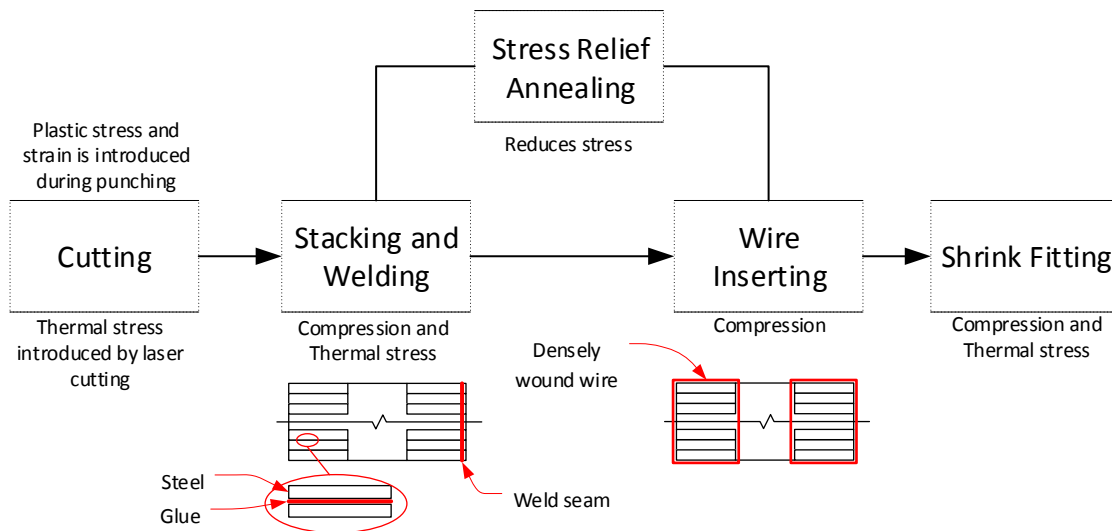 Stress Relief
Annealing
Reduces stress
Plastic stress and
strain is introduced
during punching
Cutting
Thermal stress
introduced by laser
cutting
Stacking and
Welding
Compression and
Thermal stress
Wire
Inserting
Compression
Shrink Fitting
Compression and
Thermal stress
Densely
wound wire
Steel
Glue
Weld seam